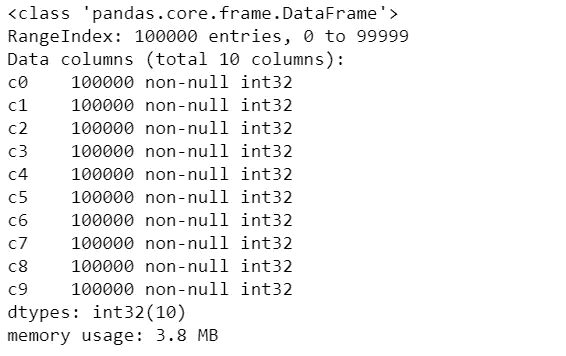 <class 'pandas.core.frame.DataFrame'>
RangeIndex: 100000 entries, 0 to 99999
Data columns (total 10 columns):
c0    100000 non-null int32
c1    100000 non-null int32
c2    100000 non-null int32
c3    100000 non-null int32
c4    100000 non-null int32
c5    100000 non-null int32
c6    100000 non-null int32
c7    100000 non-null int32
c8    100000 non-null int32
c9    100000 non-null int32
dtypes: int32(10)
memory usage: 3.8 MB